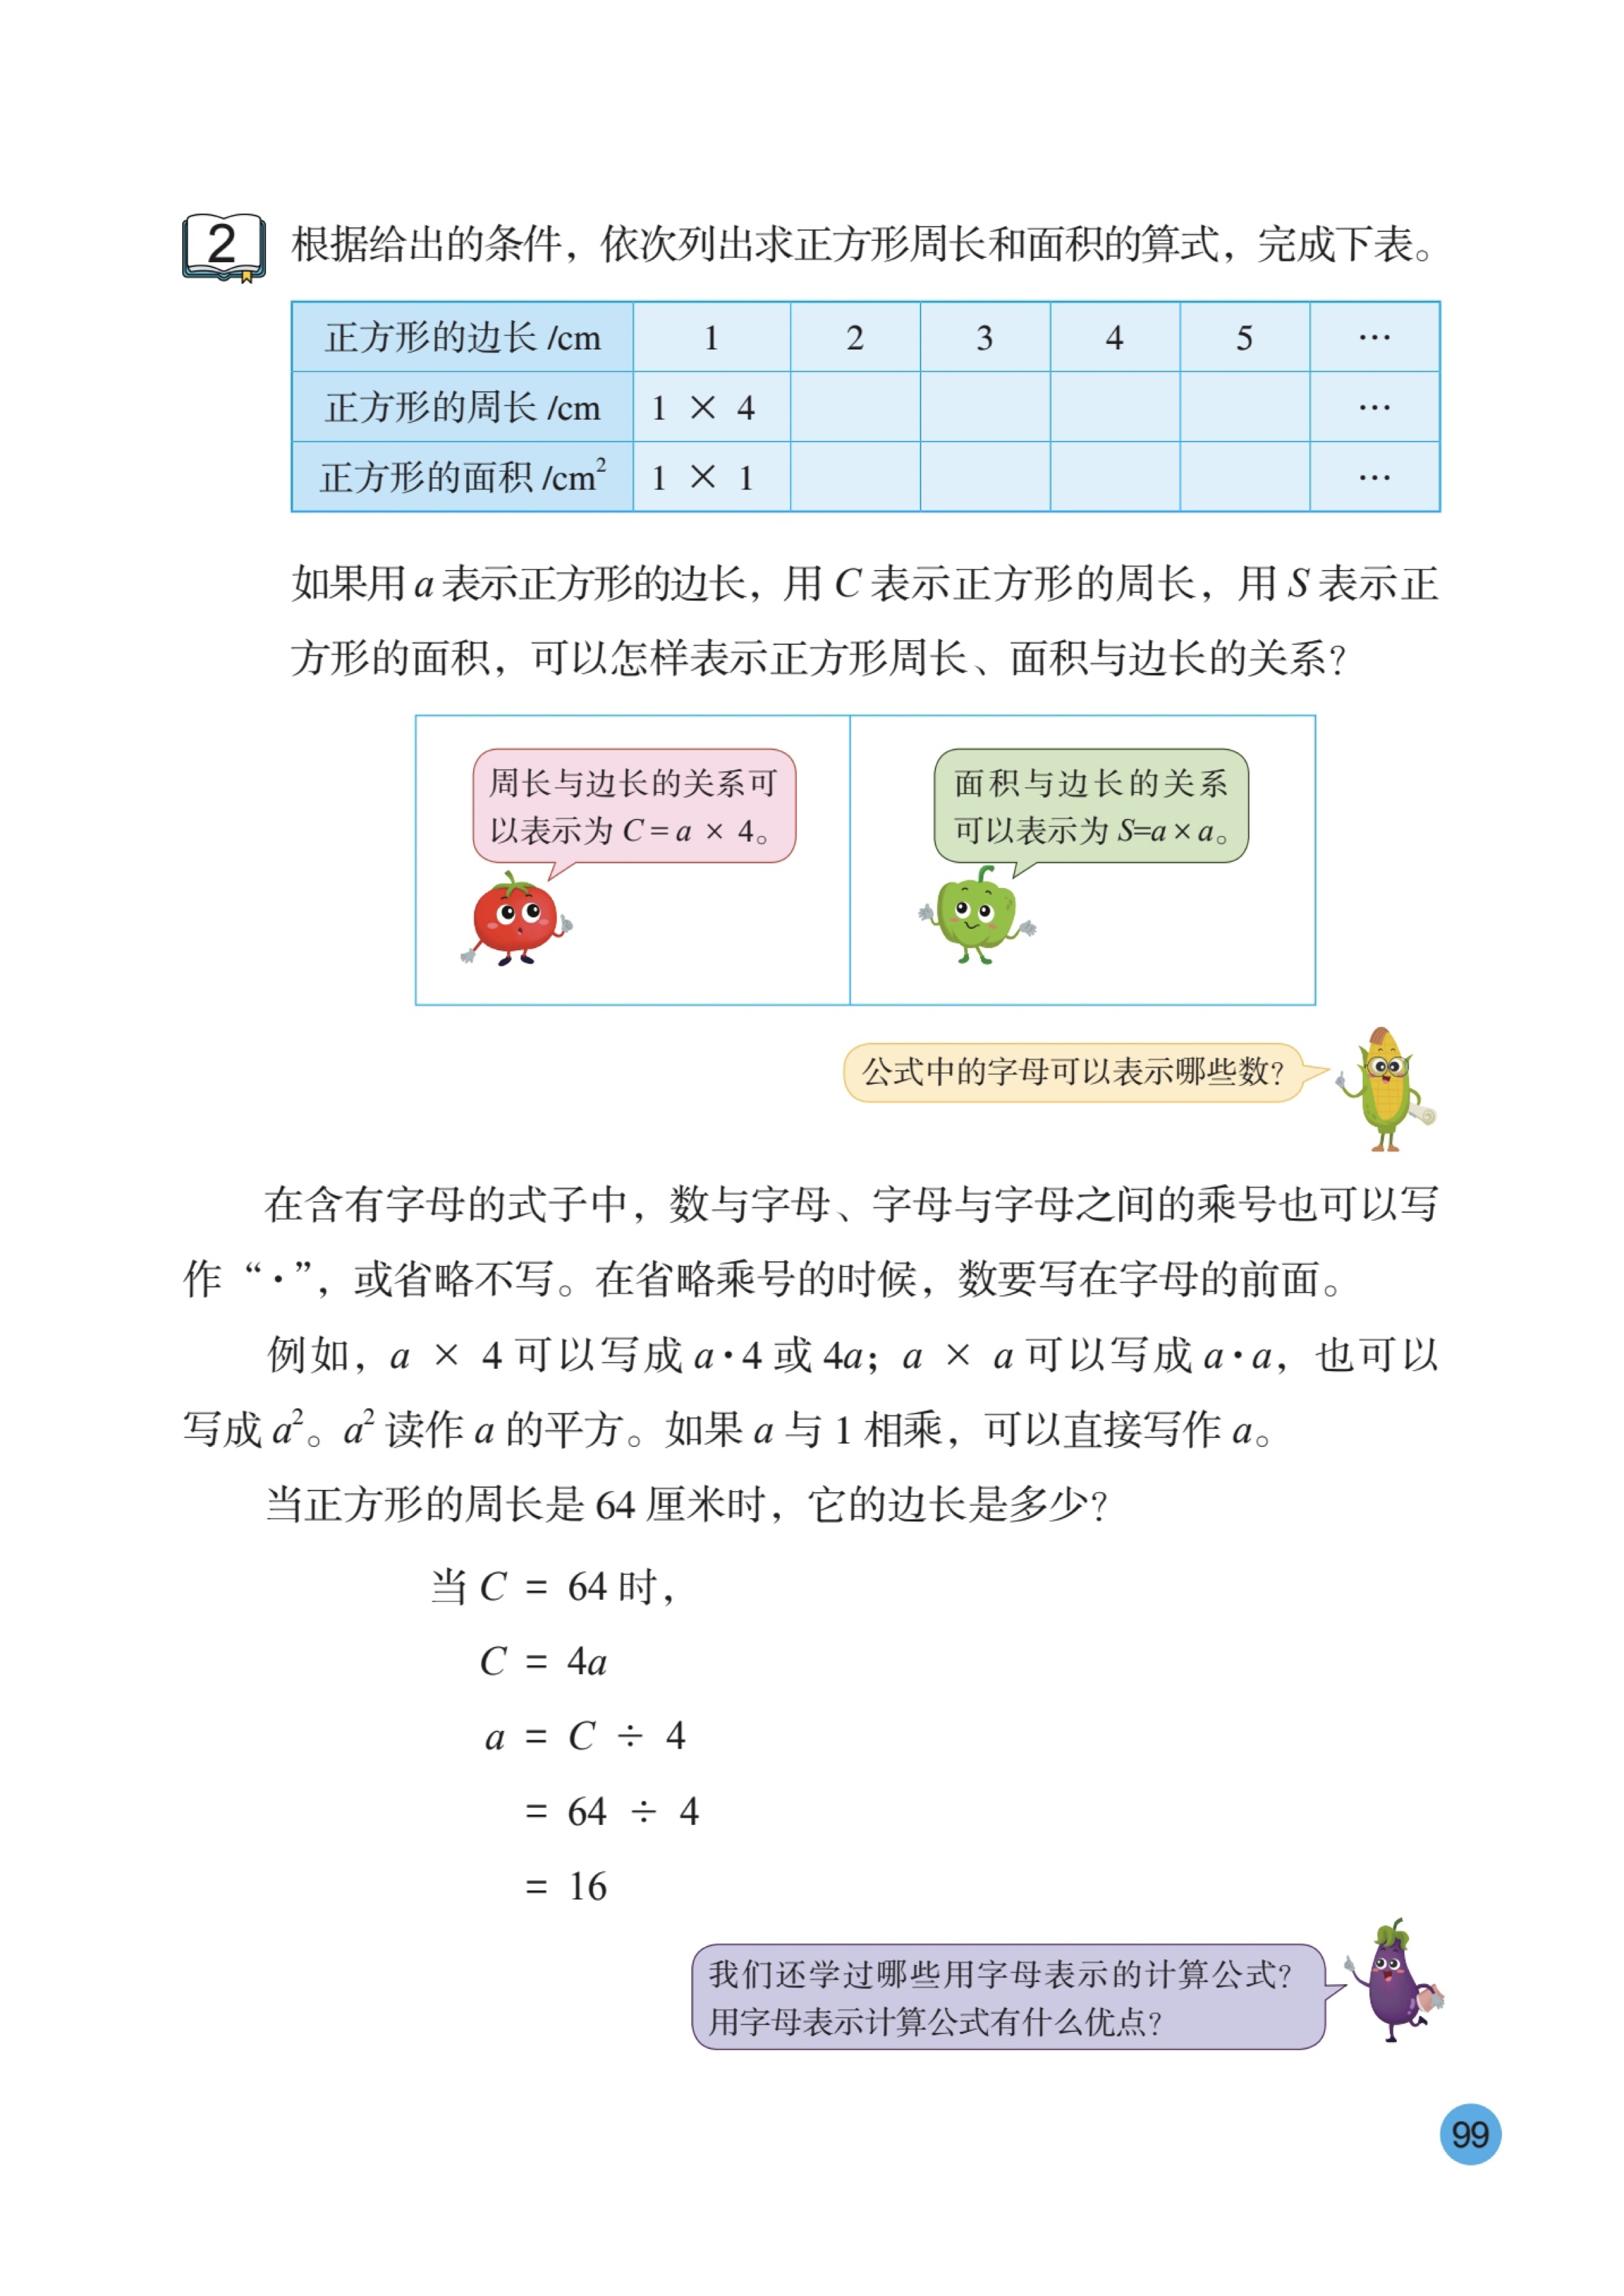 2 根据给出的条件，依次列出求正方形周长和面积的算式，完成下表。
正方形的边长 /cm 1 2 3 4 5 …
正方形的周长 /cm 1 × 4 …
正方形的面积 /cm² 1 × 1 …
如果用 a 表示正方形的边长，用 C 表示正方形的周长，用 S 表示正
方形的面积，可以怎样表示正方形周长、面积与边长的关系？
周长与边长的关系可
以表示为 C = a × 4。
面积与边长的关系
可以表示为 S=a × a。
公式中的字母可以表示哪些数？
在含有字母的式子中，数与字母、字母与字母之间的乘号也可以写
作“·”，或省略不写。在省略乘号的时候，数要写在字母的前面。
例如，a × 4 可以写成 a · 4 或 4a；a × a 可以写成 a · a，也可以
写成 a²。a² 读作 a 的平方。如果 a 与 1 相乘，可以直接写作 a。
当正方形的周长是 64 厘米时，它的边长是多少？
当 C = 64 时，
C = 4a
a = C ÷ 4
= 64 ÷ 4
= 16
我们还学过哪些用字母表示的计算公式？
用字母表示计算公式有什么优点？
99